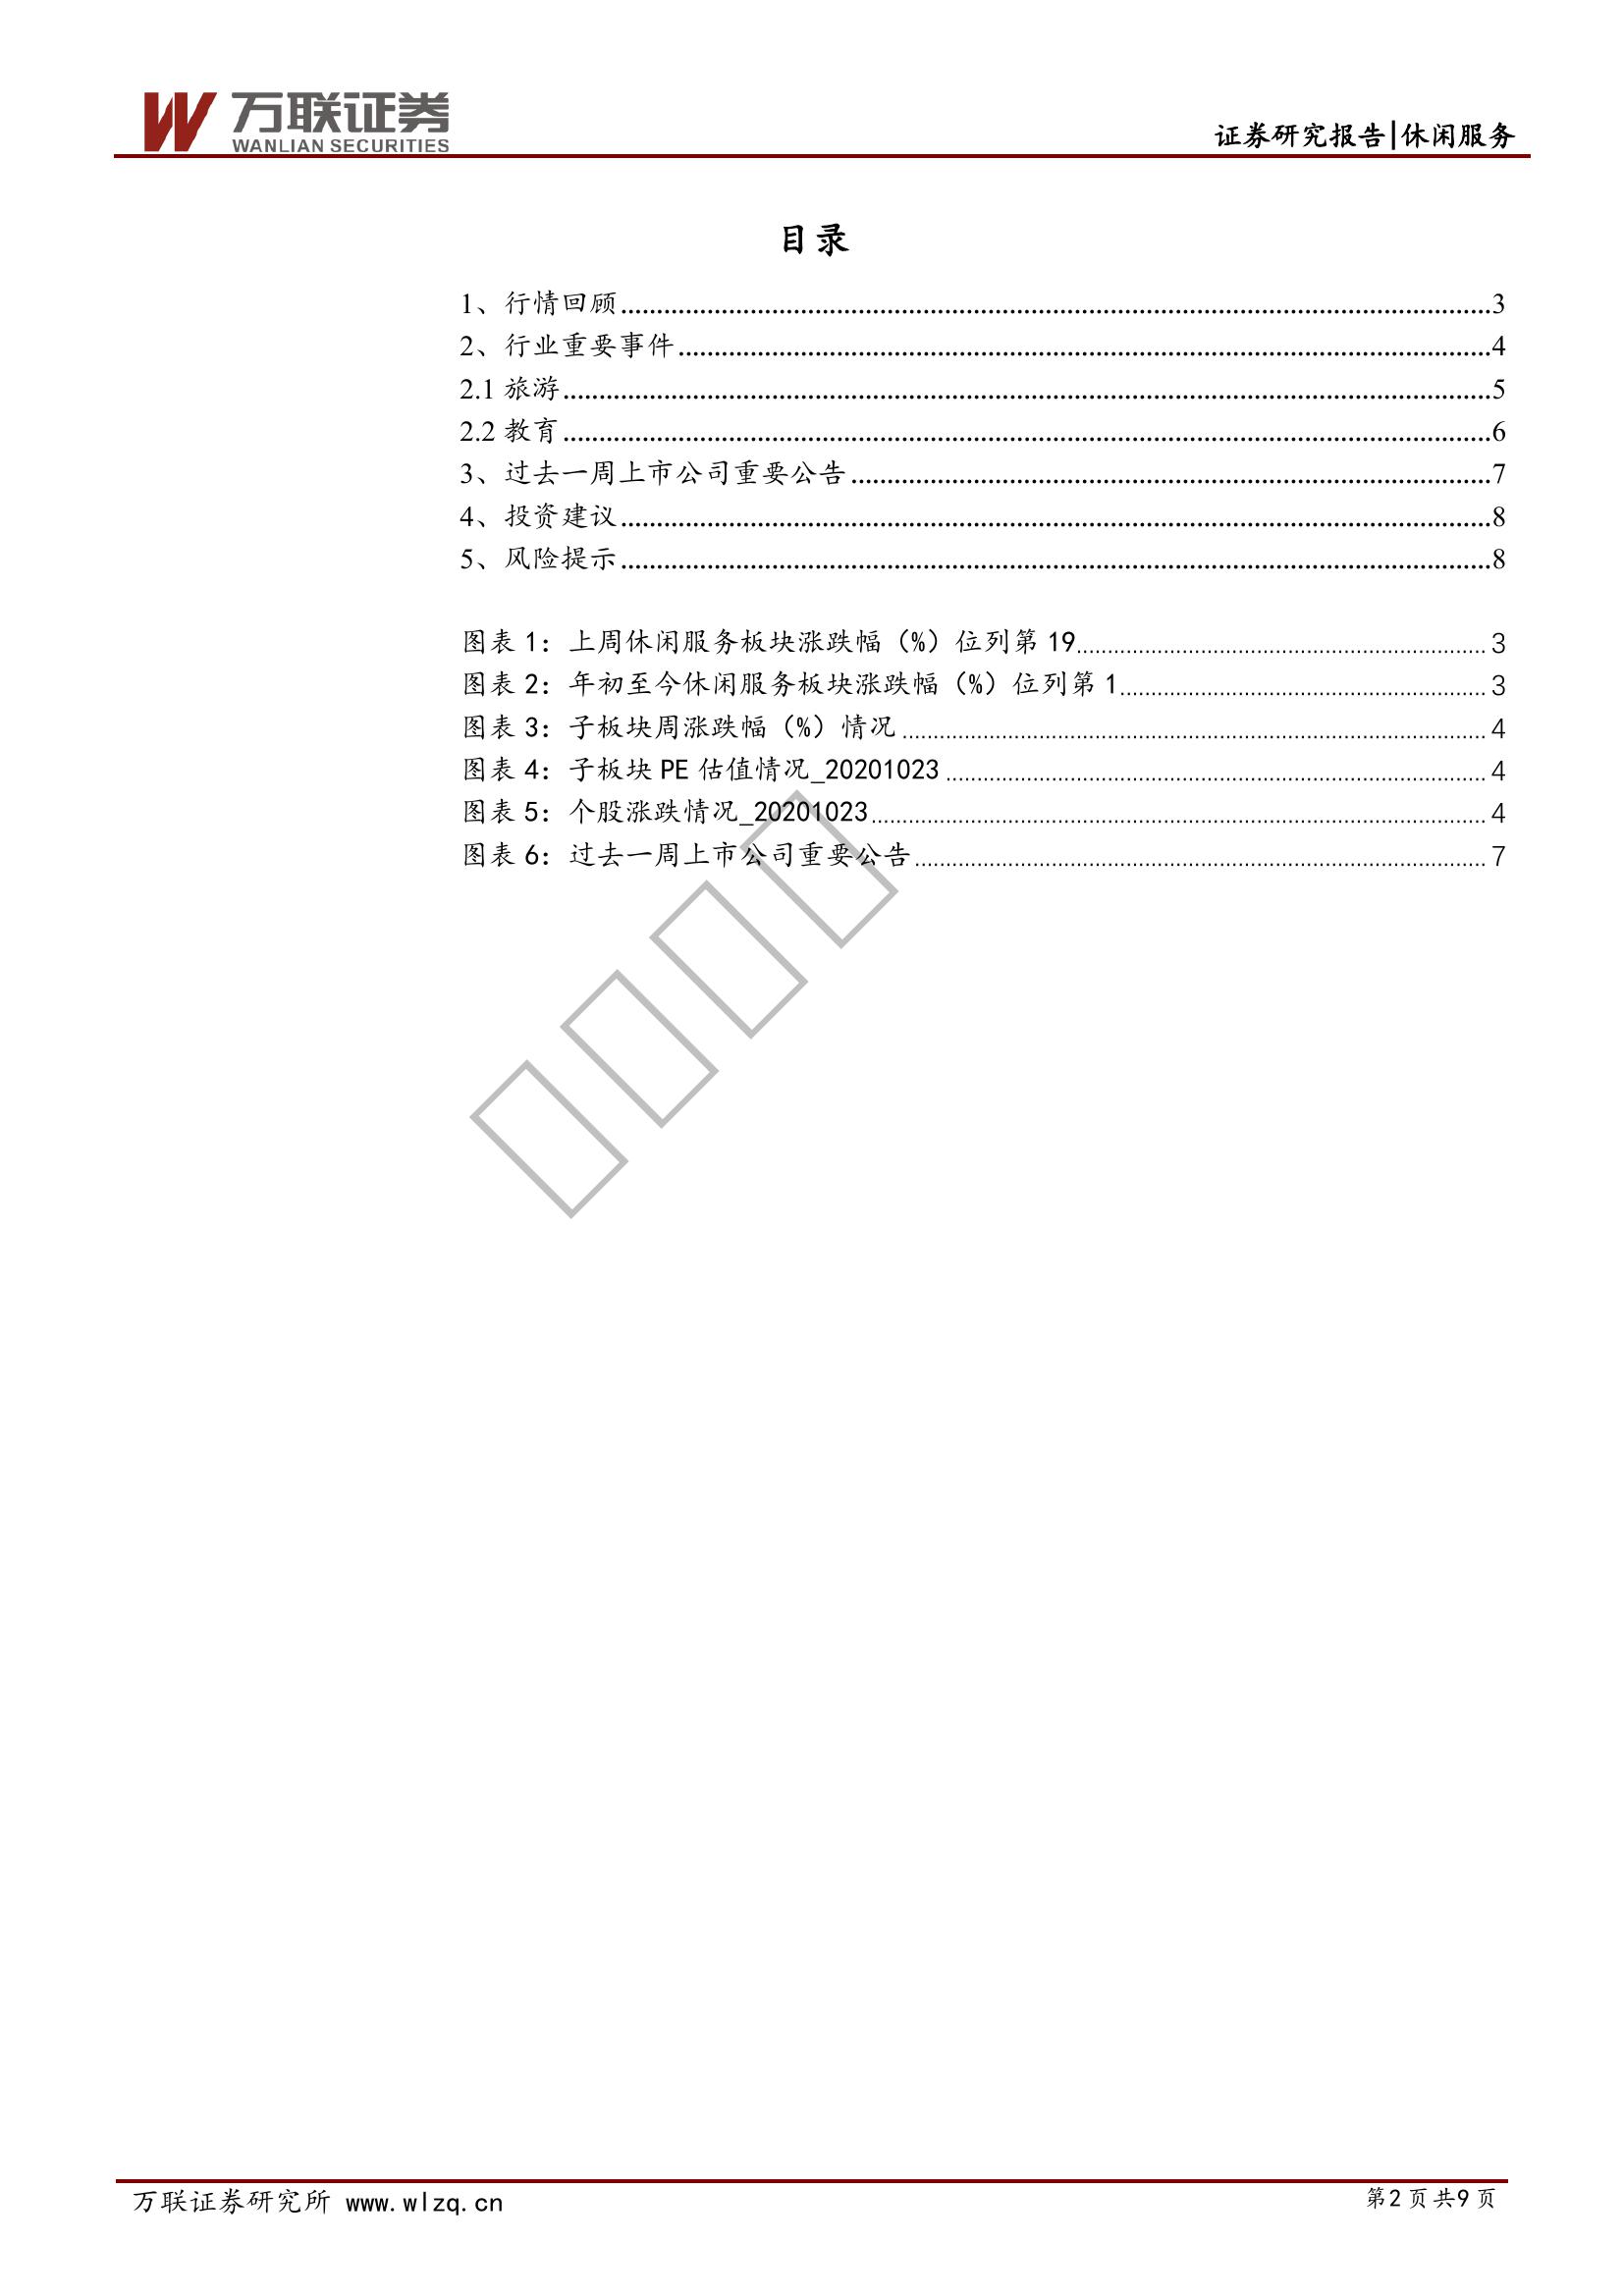 万联证券
WANLIAN SECURITIES
证券研究报告|休闲服务
目录
1、行情回顾...3
2、行业重要事件...4
2.1 旅游...5
2.2 教育...6
3、过去一周上市公司重要公告...7
4、投资建议...8
5、风险提示...8
图表 1：上周休闲服务板块涨跌幅（%）位列第 19...3
图表 2：年初至今休闲服务板块涨跌幅（%）位列第 1...3
图表 3：子板块周涨跌幅（%）情况...4
图表 4：子板块 PE 估值情况_20201023...4
图表 5：个股涨跌情况_20201023...4
图表 6：过去一周上市公司重要公告...7
万联证券研究所 www.wlzq.cn
第2页共9页